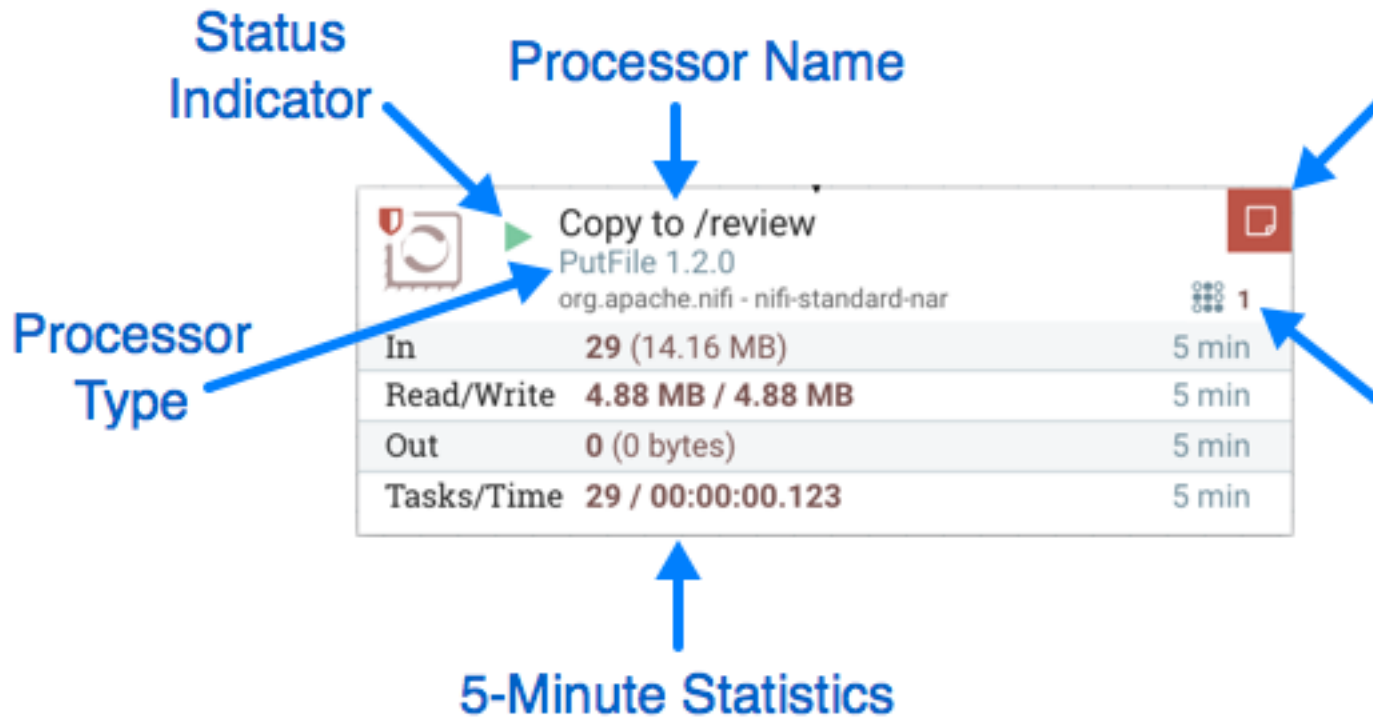 Status
Indicator
Processor Name
Copy to /review
PutFile 1.2.0
org.apache.nifi - nifi-standard-nar
1
Processor
Type
In 29 (14.16 MB) 5 min
Read/Write 4.88 MB / 4.88 MB 5 min
Out 0 (0 bytes) 5 min
Tasks/Time 29 / 00:00:00.123 5 min
5-Minute Statistics